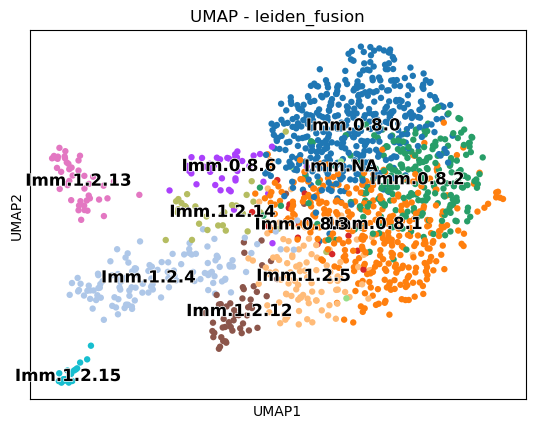 UMAP - leiden_fusion
Imm.0.8.0
Imm.0.8.6
Imm.NA
Imm.1.2.13
Imm.0.8.2
Imm.1.2.14
Imm.0.8.3
Imm.0.8.1
Imm.1.2.4
Imm.1.2.5
Imm.1.2.12
Imm.1.2.15
UMAP2
UMAP1